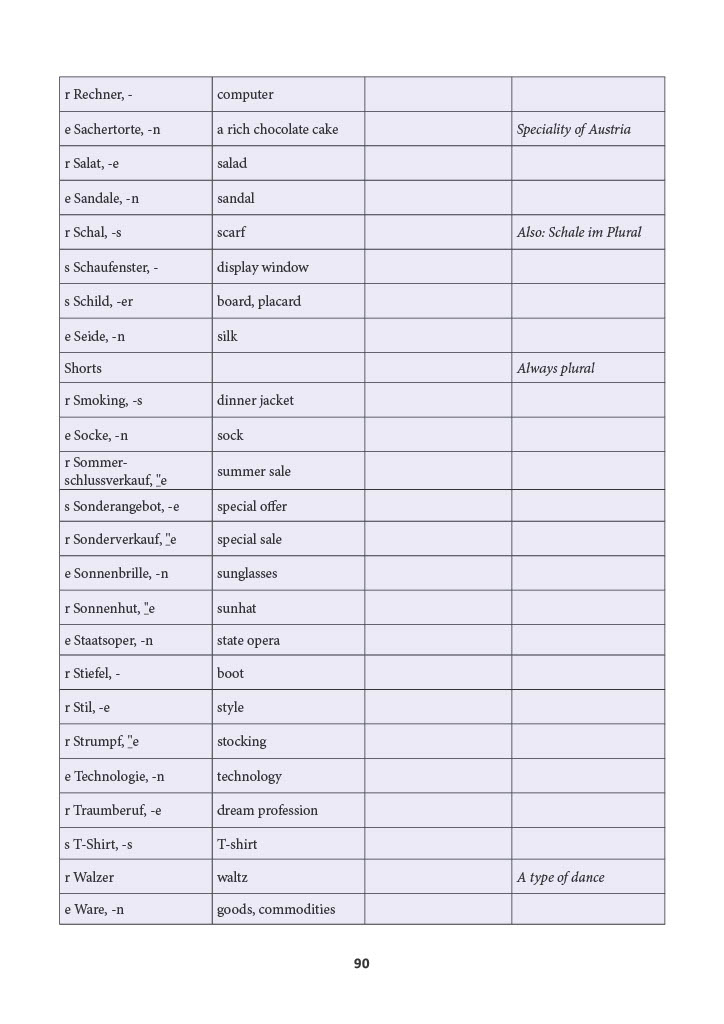 r Rechner, - computer
e Sachertorte, -n a rich chocolate cake Speciality of Austria
r Salat, -e salad
e Sandale, -n sandal
r Schal, -s scarf Also: Schale im Plural
s Schaufenster, - display window
s Schild, -er board, placard
e Seide, -n silk
Shorts Always plural
r Smoking, -s dinner jacket
e Socke, -n sock
r Sommer-
schlussverkauf, "̲e summer sale
s Sonderangebot, -e special offer
r Sonderverkauf, "̲e special sale
e Sonnenbrille, -n sunglasses
r Sonnenhut, "̲e sunhat
e Staatsoper, -n state opera
r Stiefel, - boot
r Stil, -e style
r Strumpf, "̲e stocking
e Technologie, -n technology
r Traumberuf, -e dream profession
s T-Shirt, -s T-shirt
r Walzer waltz A type of dance
e Ware, -n goods, commodities
90